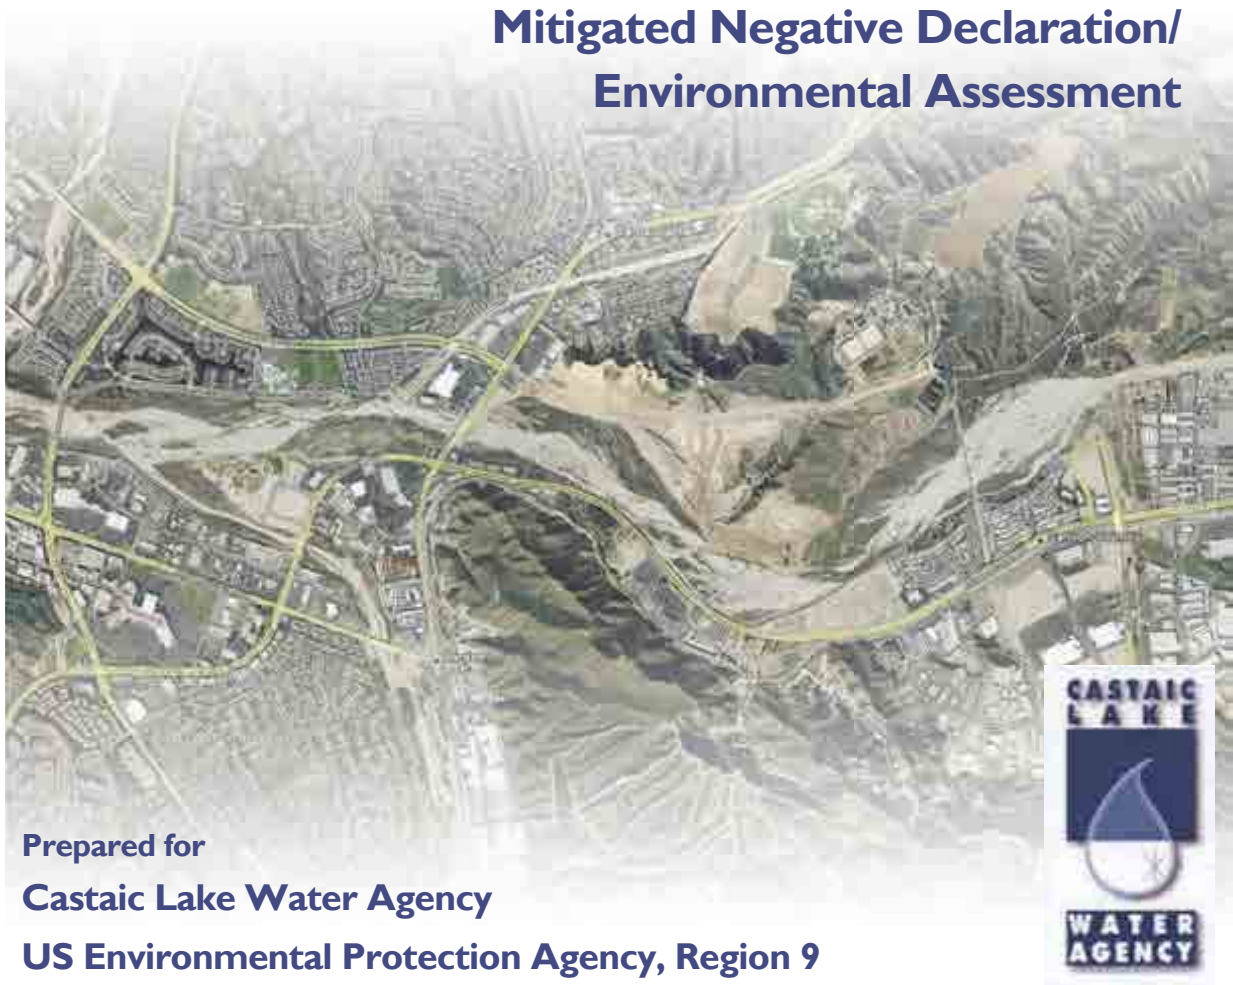 Mitigated Negative Declaration/
Environmental Assessment
Prepared for
Castaic Lake Water Agency
US Environmental Protection Agency, Region 9
CASTAIC
LAKE
WATER
AGENCY